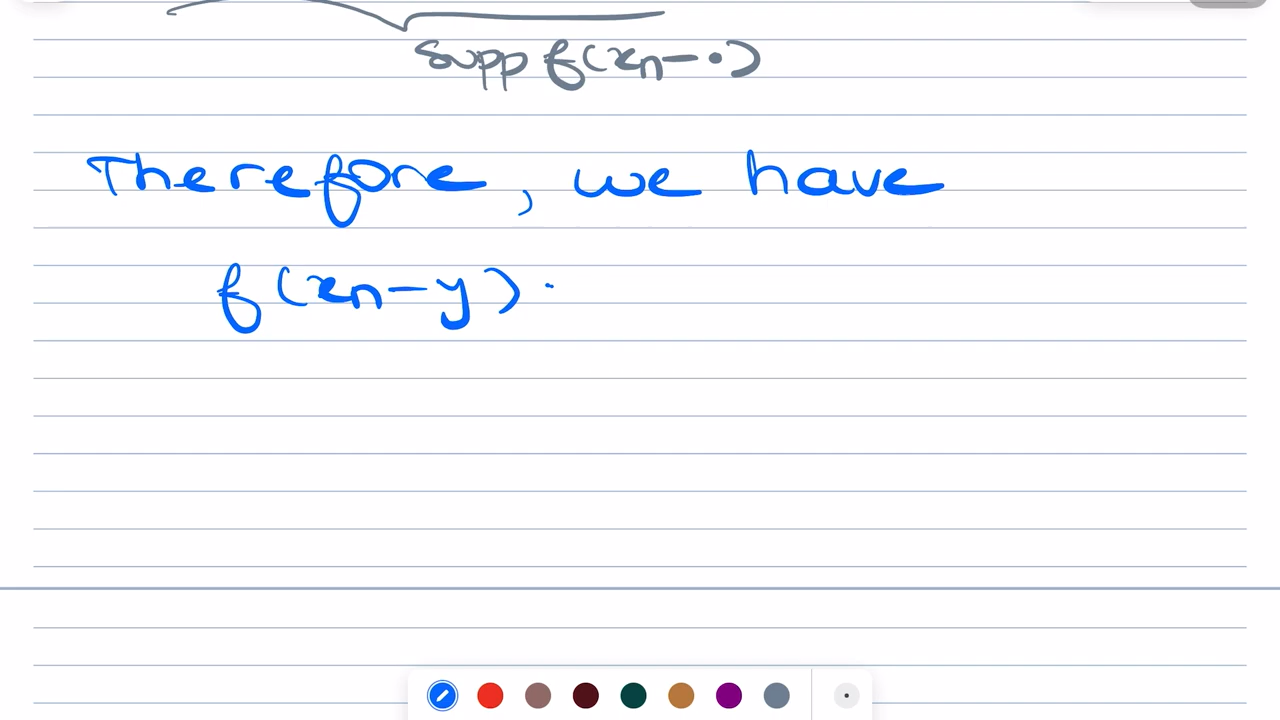 supp f(xn-•)
Therefore, we have
f(xn-y)·